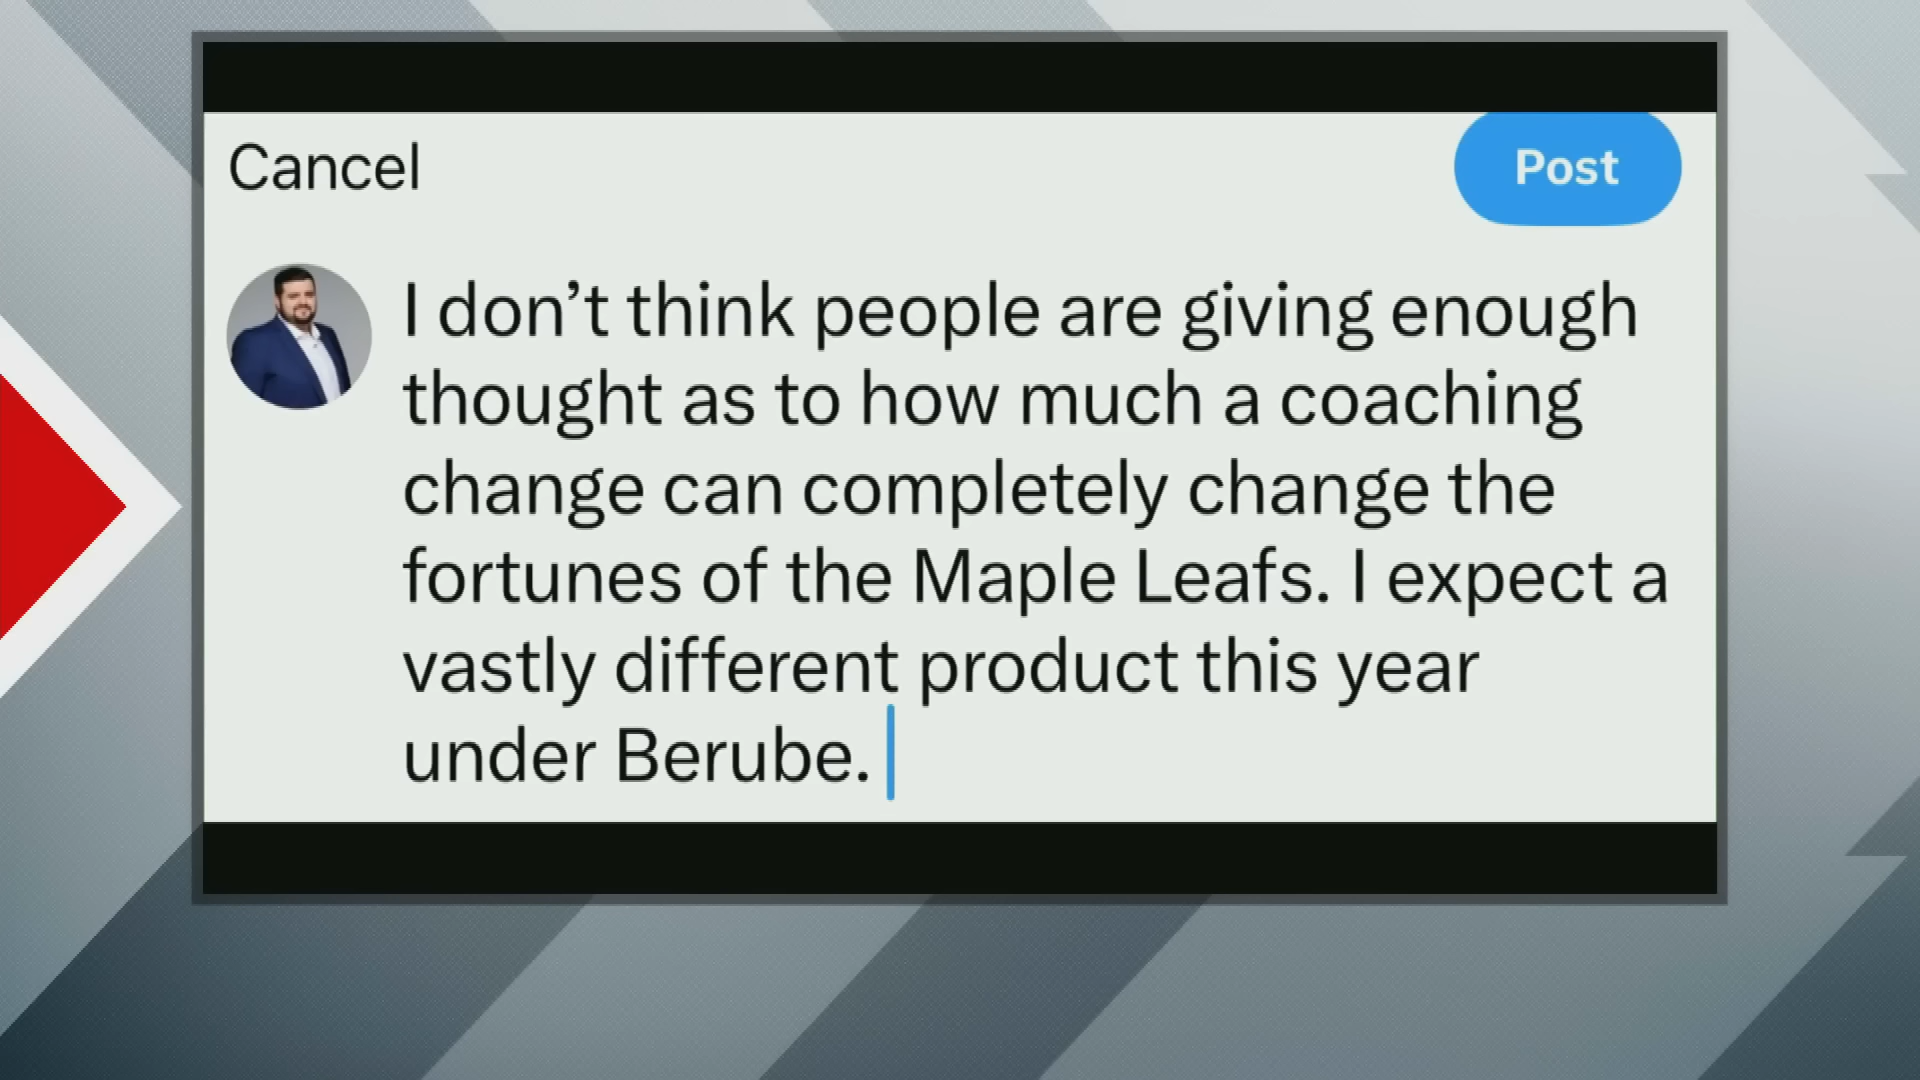 Cancel
Post
I don’t think people are giving enough
thought as to how much a coaching
change can completely change the
fortunes of the Maple Leafs. I expect a
vastly different product this year
under Berube.